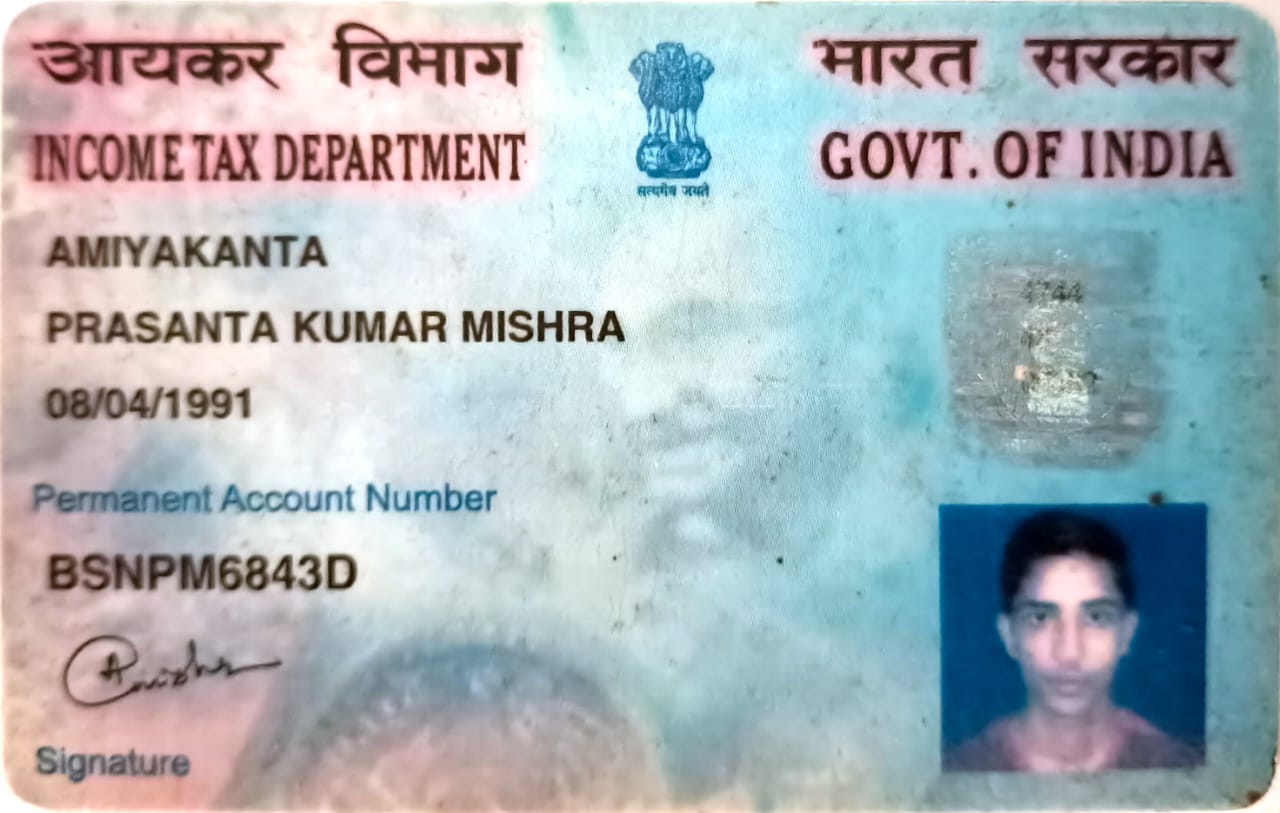 आयकर विभाग
भारत सरकार
INCOME TAX DEPARTMENT
GOVT. OF INDIA
सत्यमेव जयते
AMIYAKANTA
PRASANTA KUMAR MISHRA
08/04/1991
4744
Permanent Account Number
BSNPM6843D
Signature